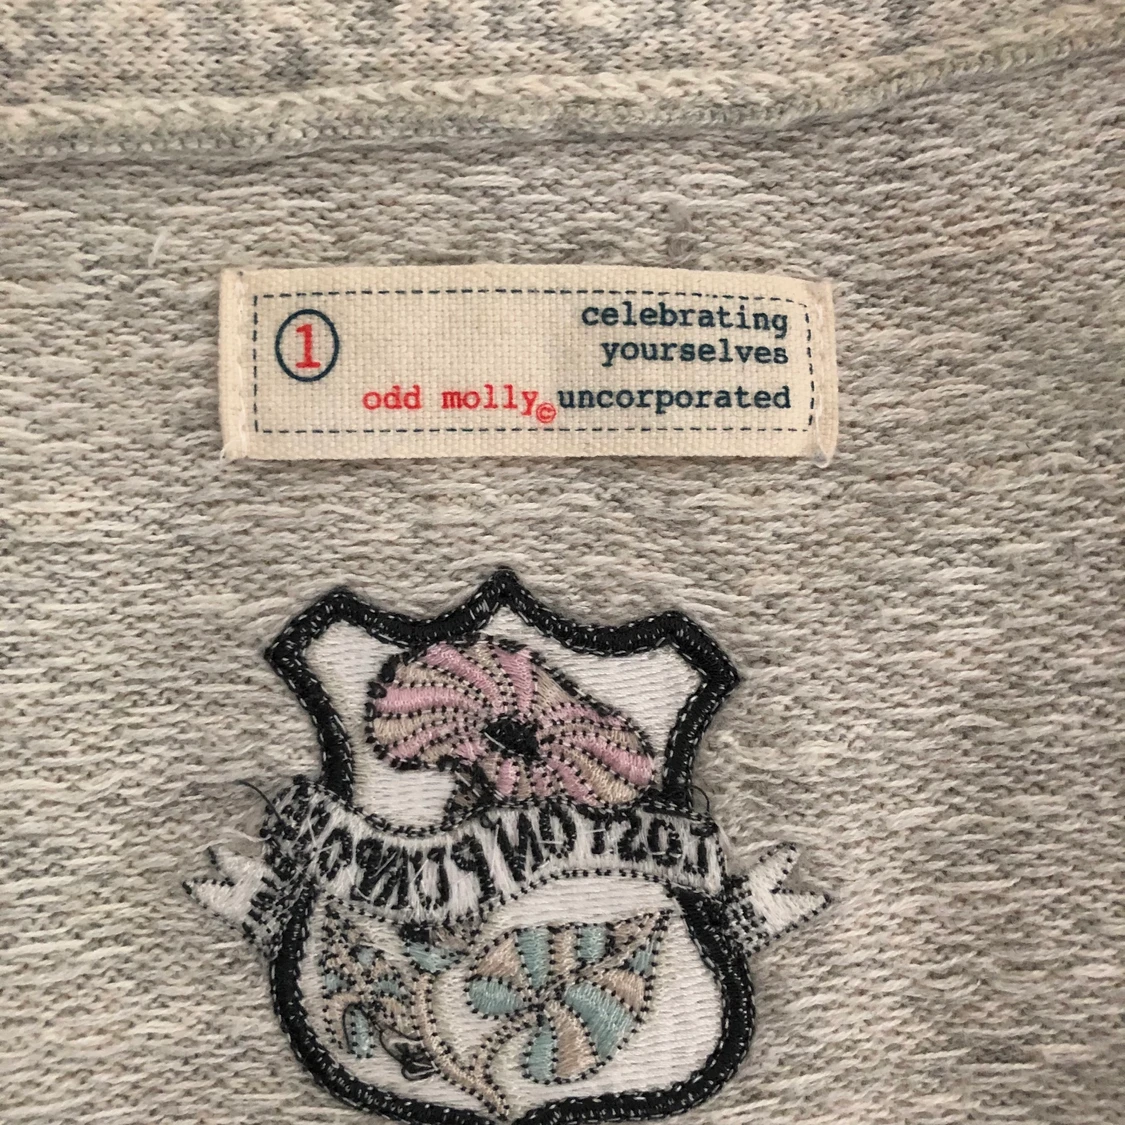 1
celebrating
yourselves
odd molly©uncorporated